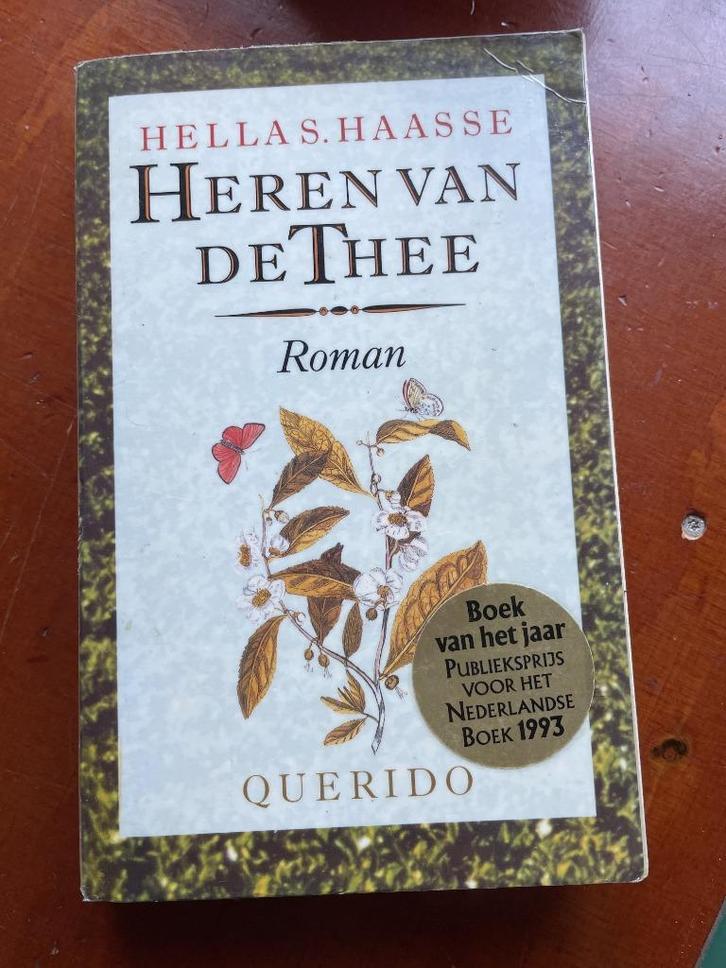 HELLA S. HAASSE
HEREN VAN
DE THEE
Roman
Boek
van het jaar
PUBLIEKSPRIJS
VOOR HET
NEDERLANDSE
BOEK 1993
QUERIDO